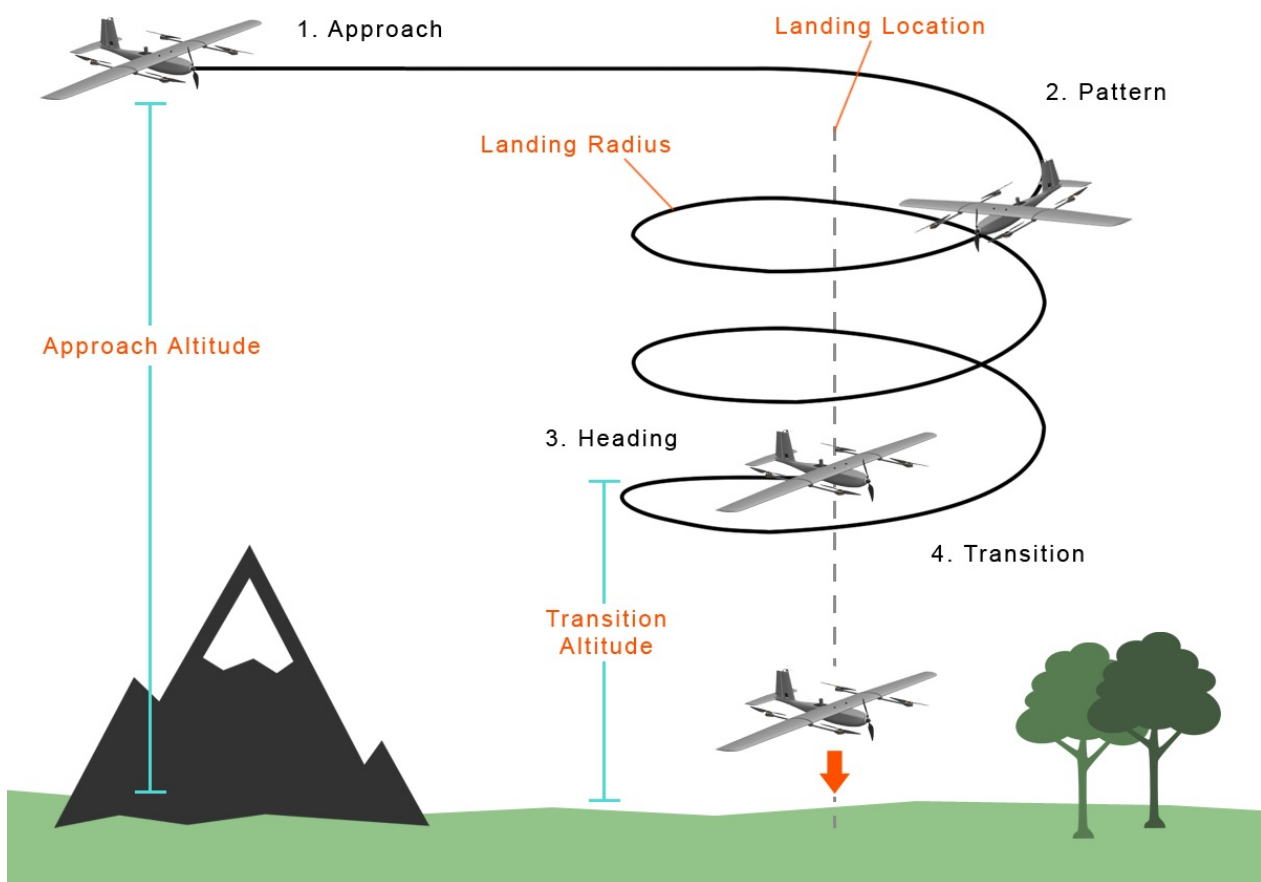 1. Approach
Landing Location
2. Pattern
Landing Radius
Approach Altitude
3. Heading
4. Transition
Transition
Altitude